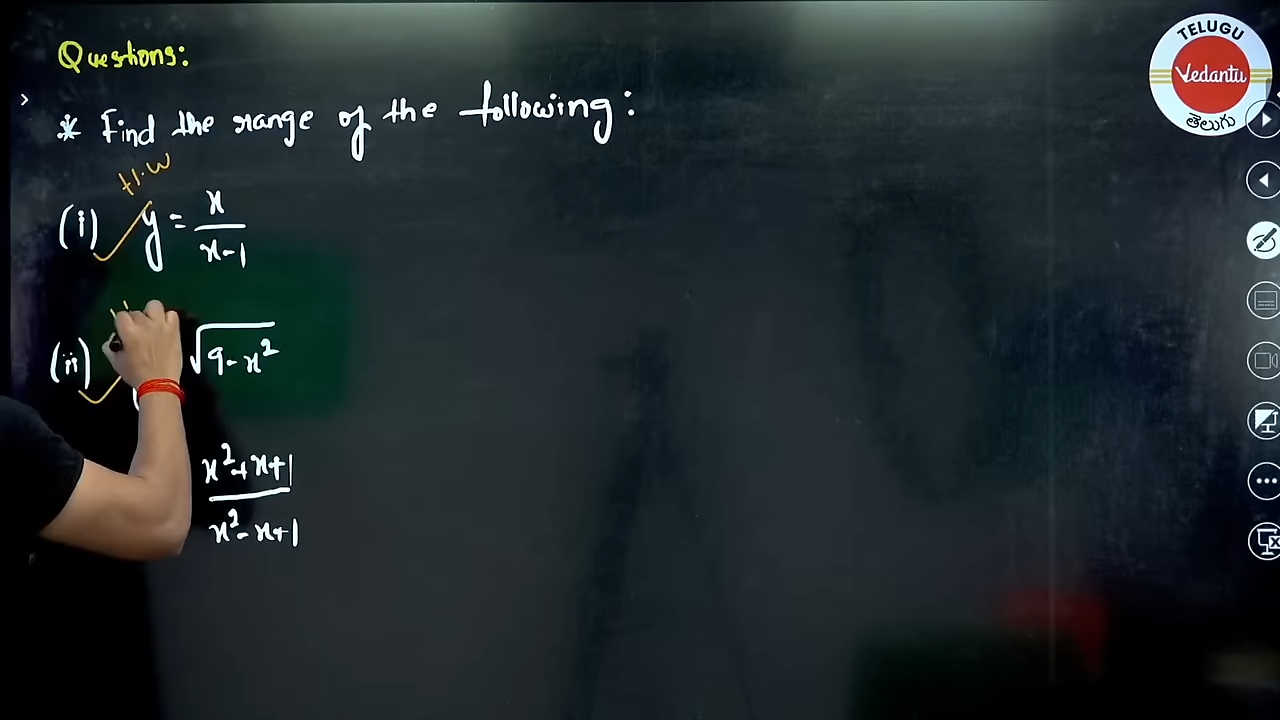 Questions:
* Find the range of the following:
H.W
(i) y = x/(x-1)
(ii) √(9-x²)
(x²+x+1)/(x²-x+1)
TELUGU
Vedantu
తెలుగు